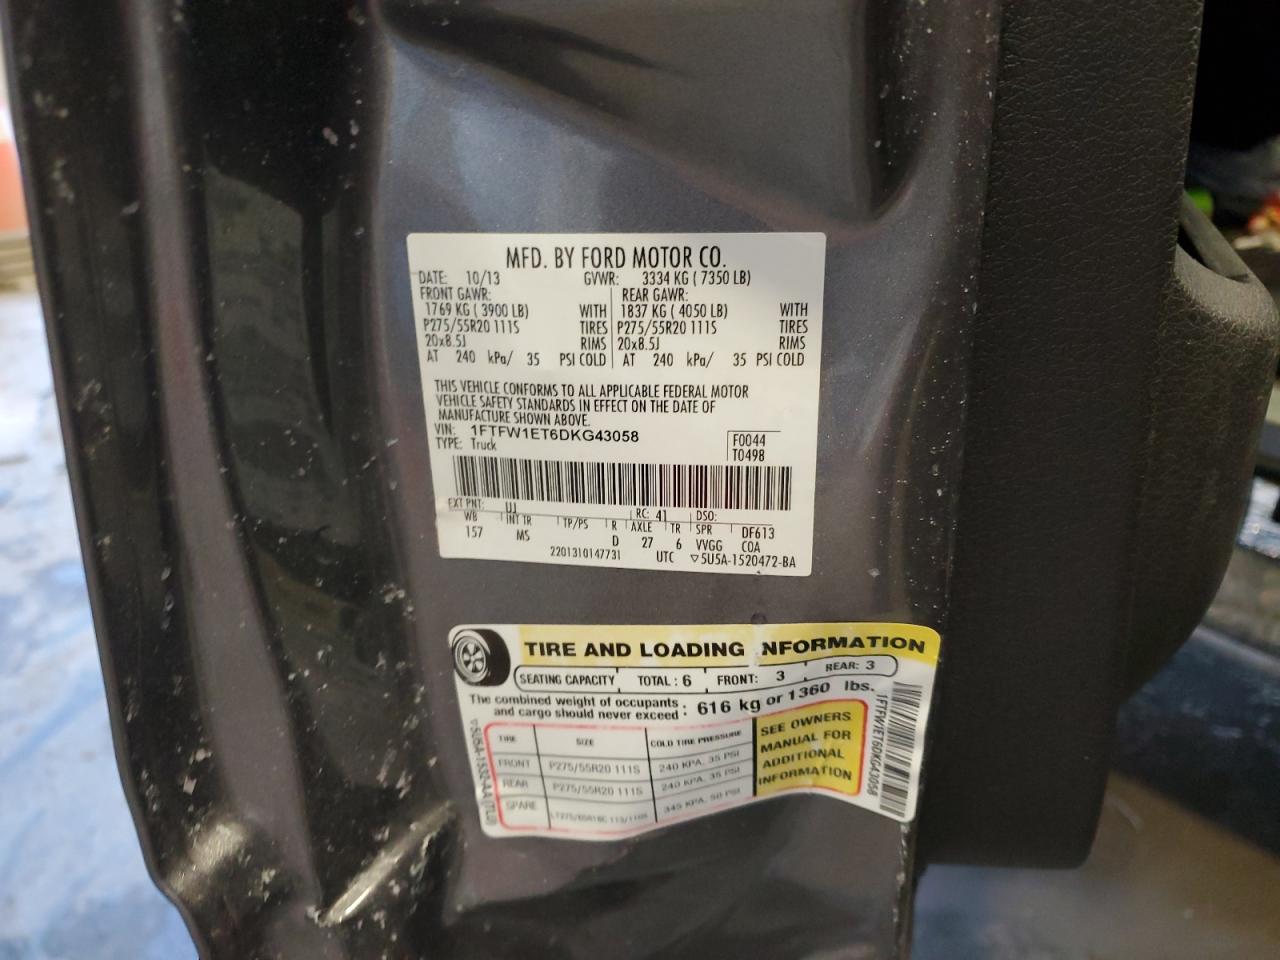 MFD. BY FORD MOTOR CO.
DATE: 10/13 GVWR: 3334 KG ( 7350 LB)
FRONT GAWR: REAR GAWR:
1769 KG ( 3900 LB) WITH 1837 KG ( 4050 LB) WITH
P275/55R20 111S TIRES P275/55R20 111S TIRES
20x8.5J RIMS 20x8.5J RIMS
AT 240 kPa/ 35 PSI COLD AT 240 kPa/ 35 PSI COLD
THIS VEHICLE CONFORMS TO ALL APPLICABLE FEDERAL MOTOR
VEHICLE SAFETY STANDARDS IN EFFECT ON THE DATE OF
MANUFACTURE SHOWN ABOVE.
VIN: 1FTFW1ET6DKG43058 F0044
TYPE: Truck T0498
EXT PNT: UJ RC: 41 DSO:
WB INT TR TP/PS R AXLE TR SPR DF613
157 MS D 27 6 VVGG COA
2201310147731 UTC ▽5U5A-1520472-BA
TIRE AND LOADING NFORMATION
SEATING CAPACITY TOTAL : 6 FRONT: 3 REAR: 3
The combined weight of occupants and cargo should never exceed : 616 kg or 1360 lbs.
TIRE SIZE COLD TIRE PRESSURE
FRONT P275/55R20 111S 240 KPA, 35 PSI
REAR P275/55R20 111S 240 KPA, 35 PSI
SPARE 345 KPA, 50 PSI
SEE OWNERS
MANUAL FOR
ADDITIONAL
INFORMATION
▽5U5A-1532-AA (TL0)
1FTFW1ET6DKG43058